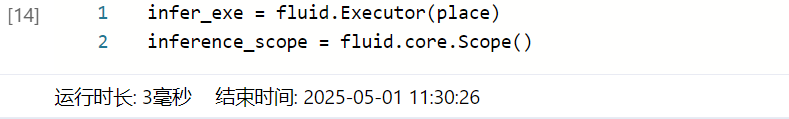 [14] 1 infer_exe = fluid.Executor(place)
2 inference_scope = fluid.core.Scope()
运行时长: 3毫秒 结束时间: 2025-05-01 11:30:26